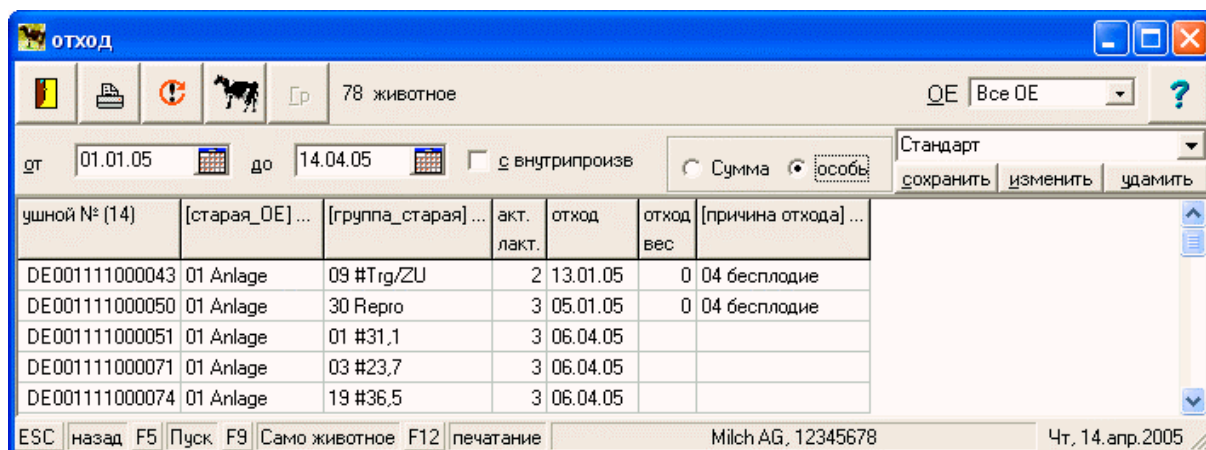 отход
Гр 78 животное ОЕ Все ОЕ ?
от 01.01.05 до 14.04.05 с внутрипроизв Сумма особь Стандарт
сохранить изменить удамить
ушной № (14) [старая_ОЕ] ... [группа_старая] ... акт. лакт. отход отход вес [причина отхода] ...
DE001111000043 01 Anlage 09 #Trg/ZU 2 13.01.05 0 04 бесплодие
DE001111000050 01 Anlage 30 Repro 3 05.01.05 0 04 бесплодие
DE001111000051 01 Anlage 01 #31,1 3 06.04.05
DE001111000071 01 Anlage 03 #23,7 3 06.04.05
DE001111000074 01 Anlage 19 #36,5 3 06.04.05
ESC назад F5 Пуск F9 Само животное F12 печатание Milch AG, 12345678 Чт, 14.апр.2005